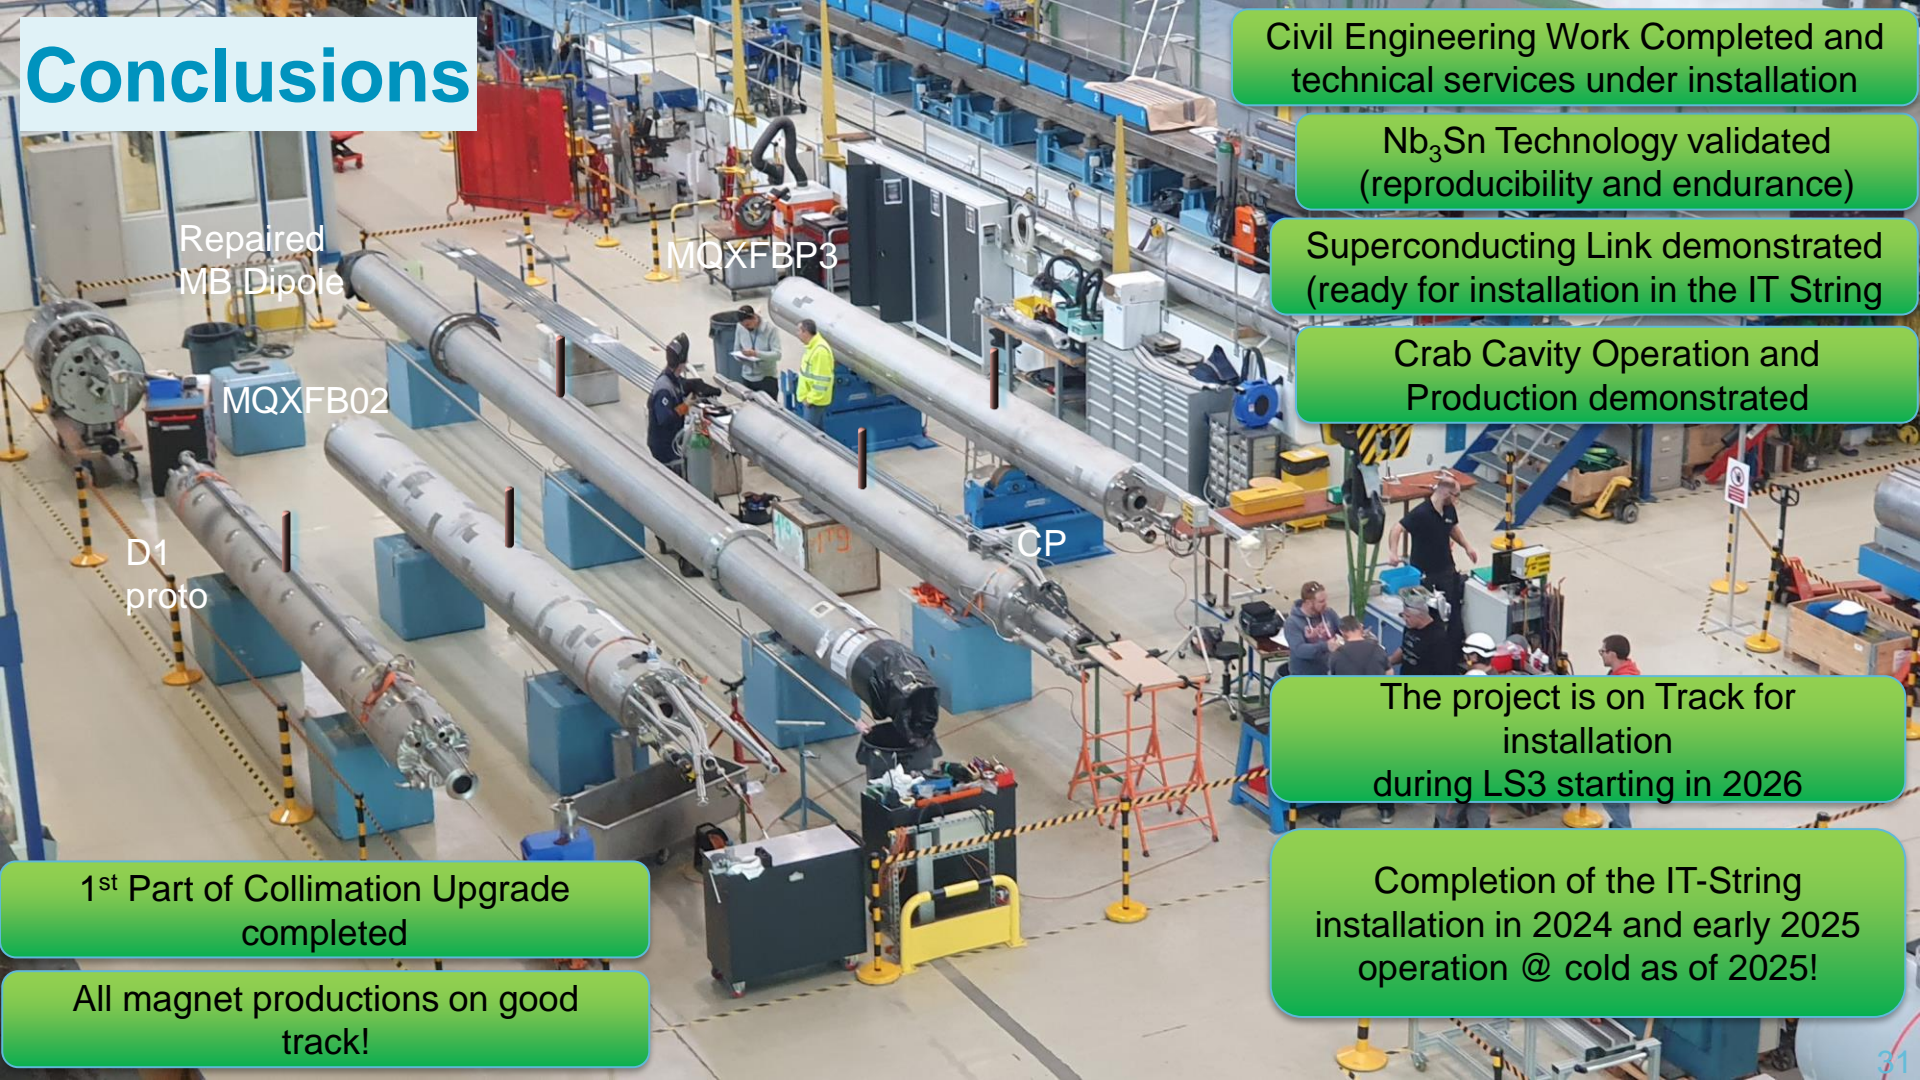 Conclusions
Civil Engineering Work Completed and
technical services under installation
Nb₃Sn Technology validated
(reproducibility and endurance)
Superconducting Link demonstrated
(ready for installation in the IT String
Crab Cavity Operation and
Production demonstrated
Repaired
MB Dipole
MQXFBP3
MQXFB02
CP
D1
proto
The project is on Track for
installation
during LS3 starting in 2026
Completion of the IT-String
installation in 2024 and early 2025
operation @ cold as of 2025!
1st Part of Collimation Upgrade
completed
All magnet productions on good
track!
31